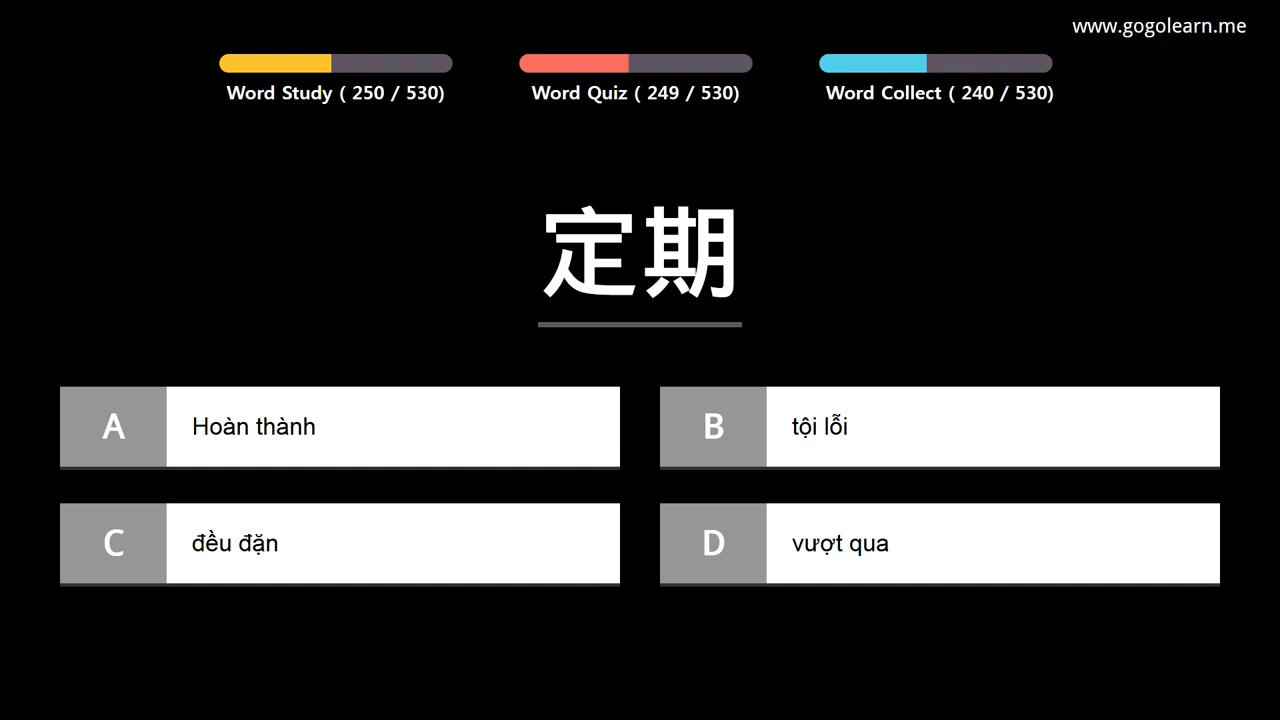 www.gogolearn.me
Word Study ( 250 / 530)
Word Quiz ( 249 / 530)
Word Collect ( 240 / 530)
定期
A Hoàn thành
B tội lỗi
C đều đặn
D vượt qua